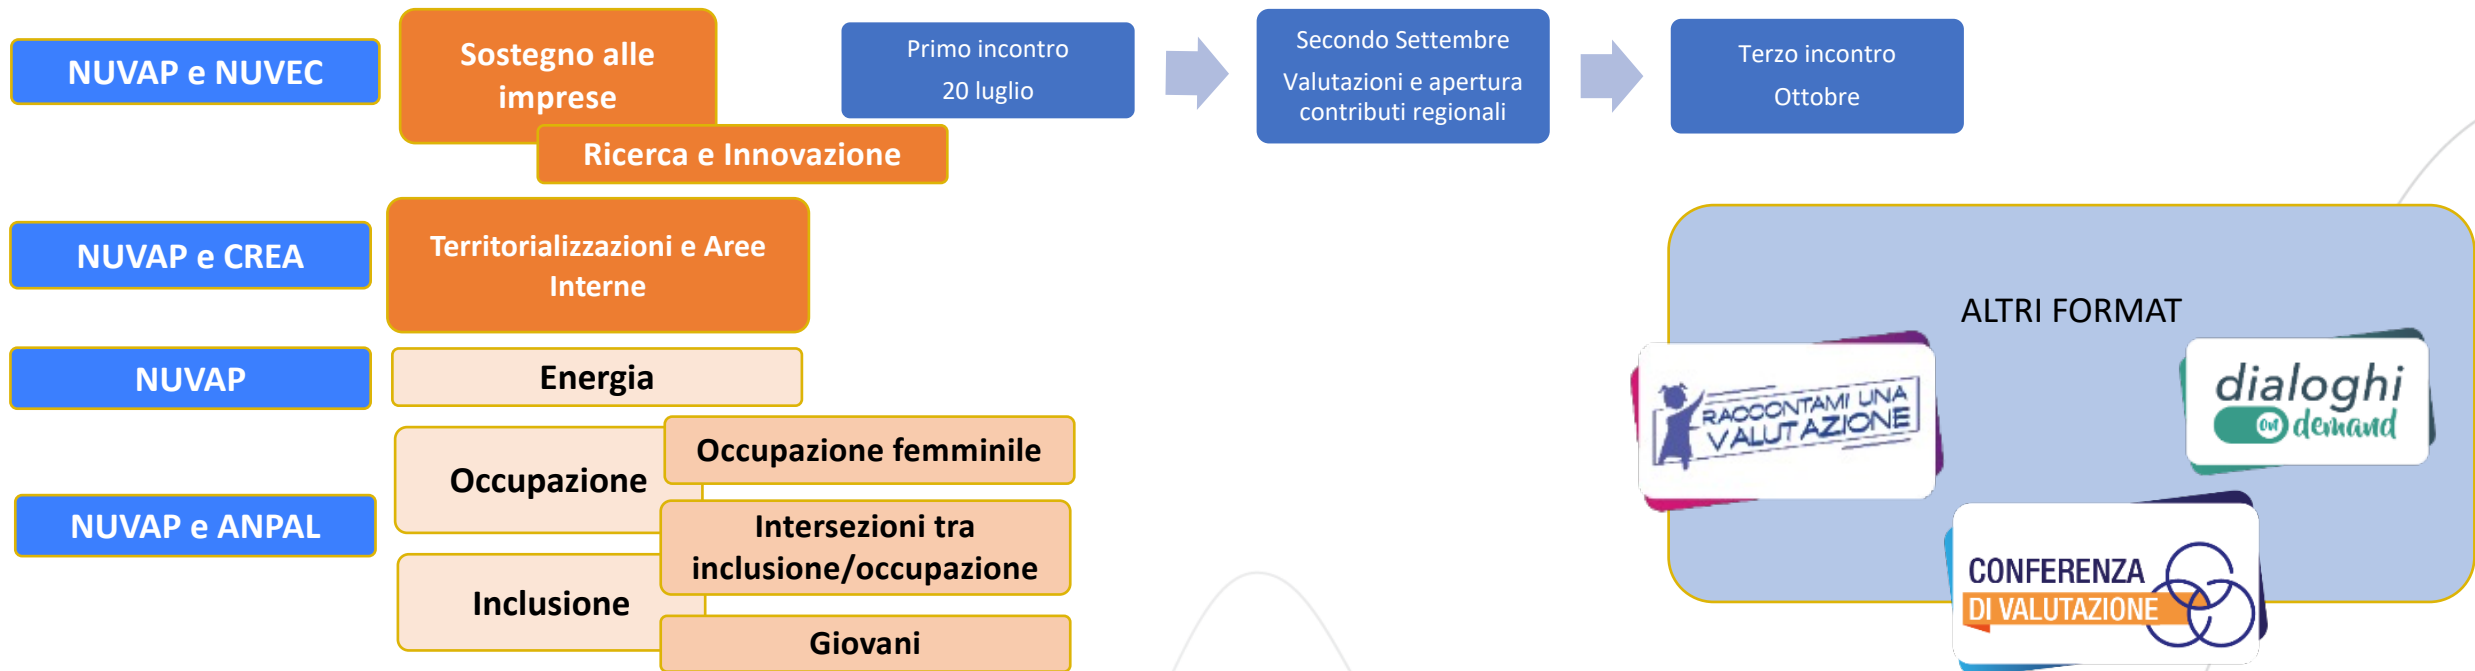 NUVAP e NUVEC
Sostegno alle
imprese
Ricerca e Innovazione
Primo incontro
20 luglio
Secondo Settembre
Valutazioni e apertura
contributi regionali
Terzo incontro
Ottobre
NUVAP e CREA
Territorializzazioni e Aree
Interne
NUVAP
Energia
NUVAP e ANPAL
Occupazione
Occupazione femminile
Intersezioni tra
inclusione/occupazione
Inclusione
Giovani
ALTRI FORMAT
RACCONTAMI UNA
VALUTAZIONE
dialoghi
on demand
CONFERENZA
DI VALUTAZIONE